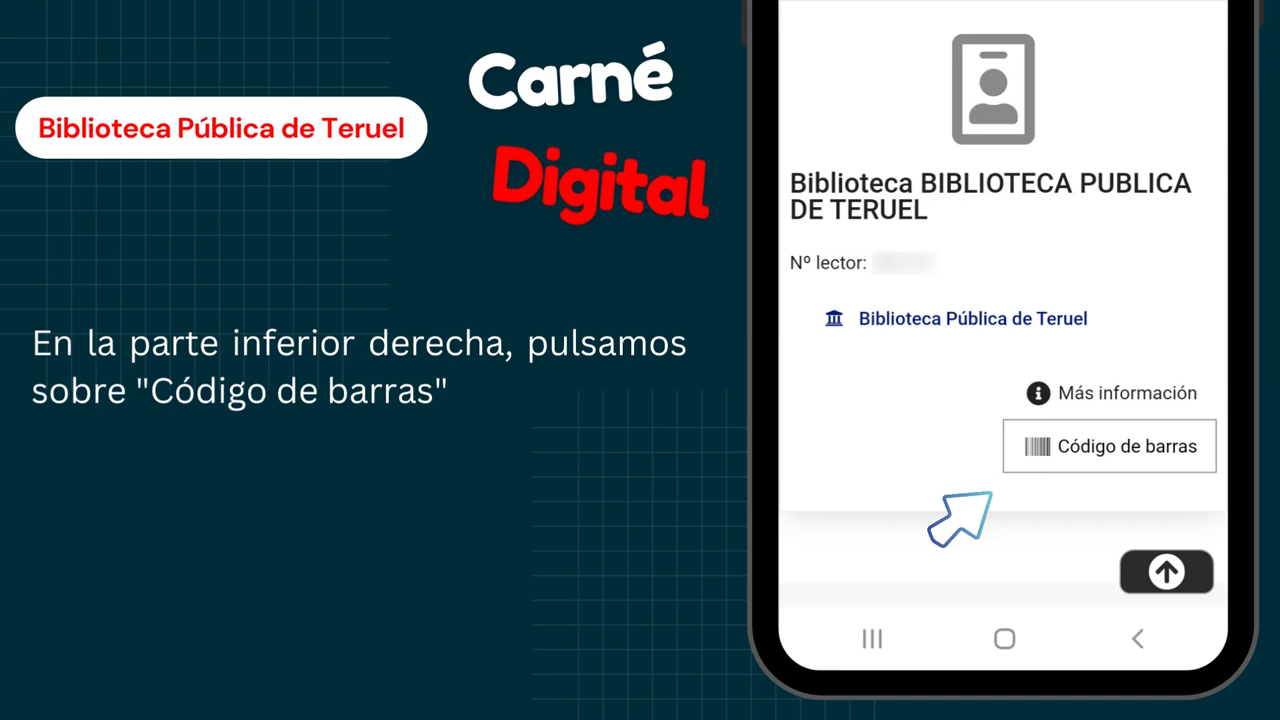 Biblioteca Pública de Teruel
Carné
Digital
En la parte inferior derecha, pulsamos
sobre "Código de barras"
Biblioteca BIBLIOTECA PUBLICA
DE TERUEL
Nº lector:
Biblioteca Pública de Teruel
Más información
Código de barras